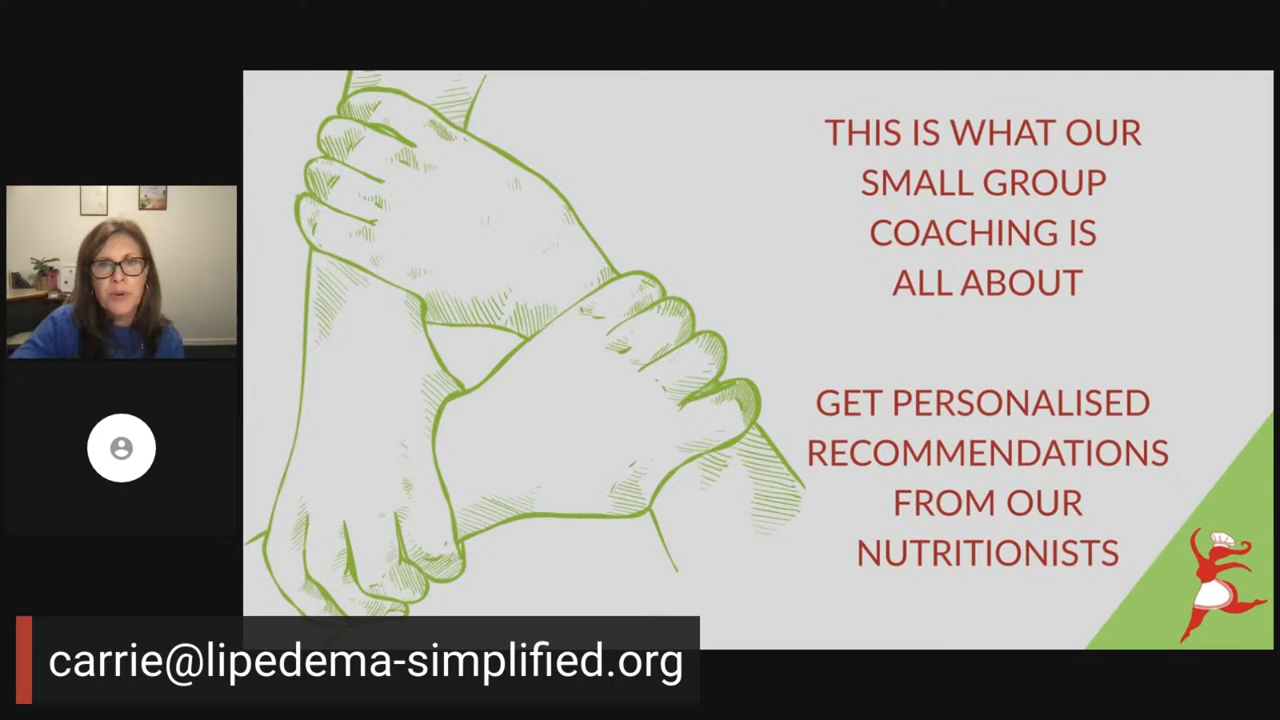 THIS IS WHAT OUR
SMALL GROUP
COACHING IS
ALL ABOUT
GET PERSONALISED
RECOMMENDATIONS
FROM OUR
NUTRITIONISTS
carrie@lipedema-simplified.org